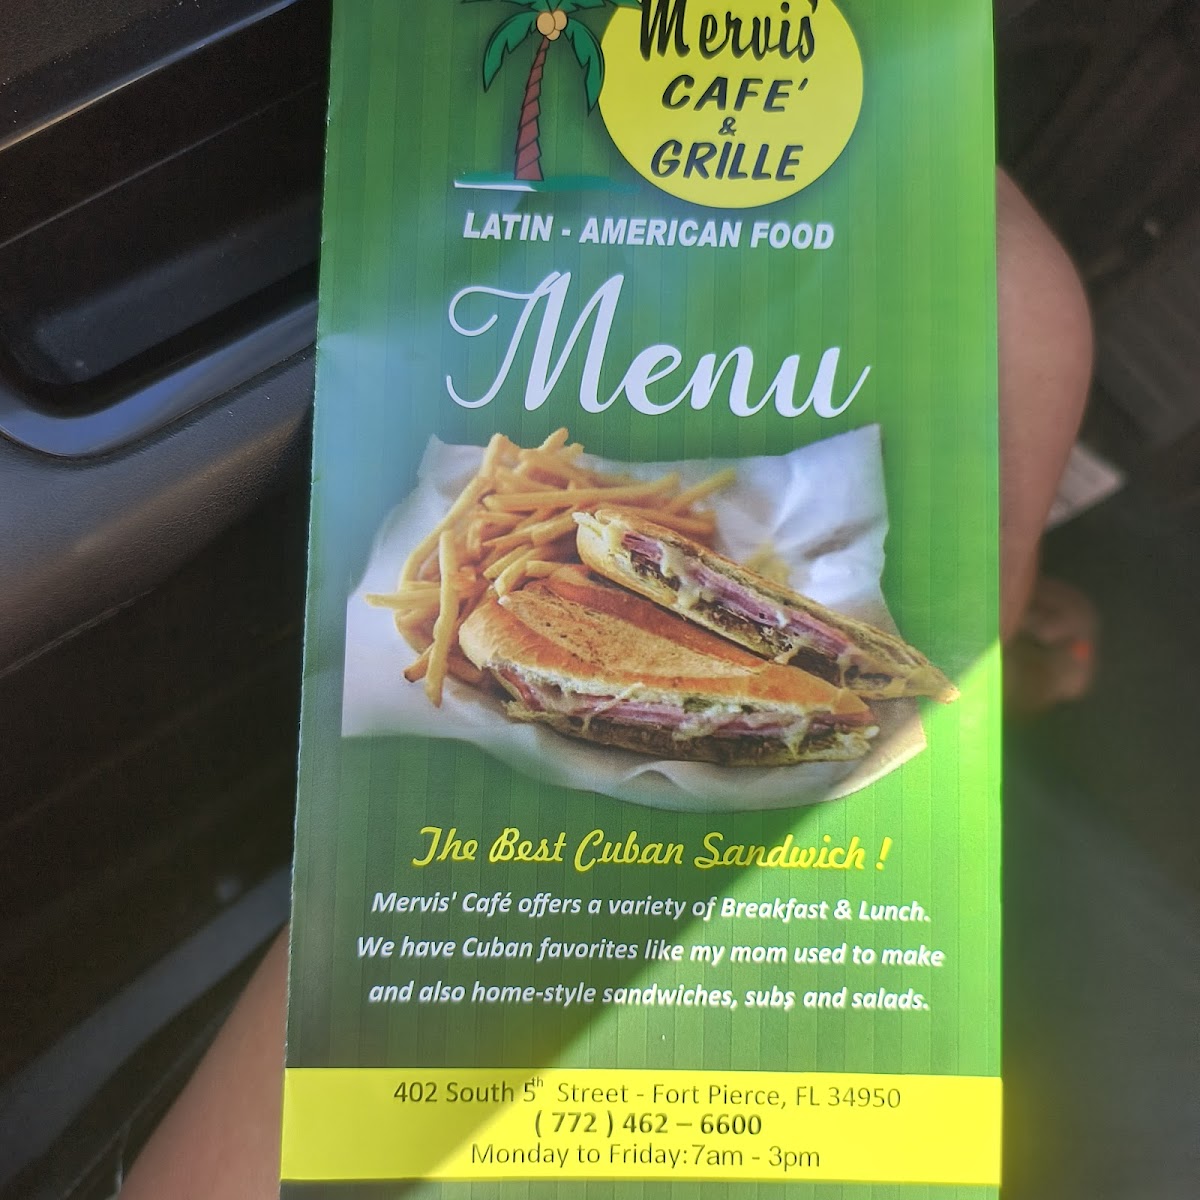 Mervis'
CAFE'
&
GRILLE
LATIN - AMERICAN FOOD
Menu
The Best Cuban Sandwich !
Mervis' Café offers a variety of Breakfast & Lunch.
We have Cuban favorites like my mom used to make
and also home-style sandwiches, subs and salads.
402 South 5th Street - Fort Pierce, FL 34950
( 772 ) 462 – 6600
Monday to Friday:7am - 3pm